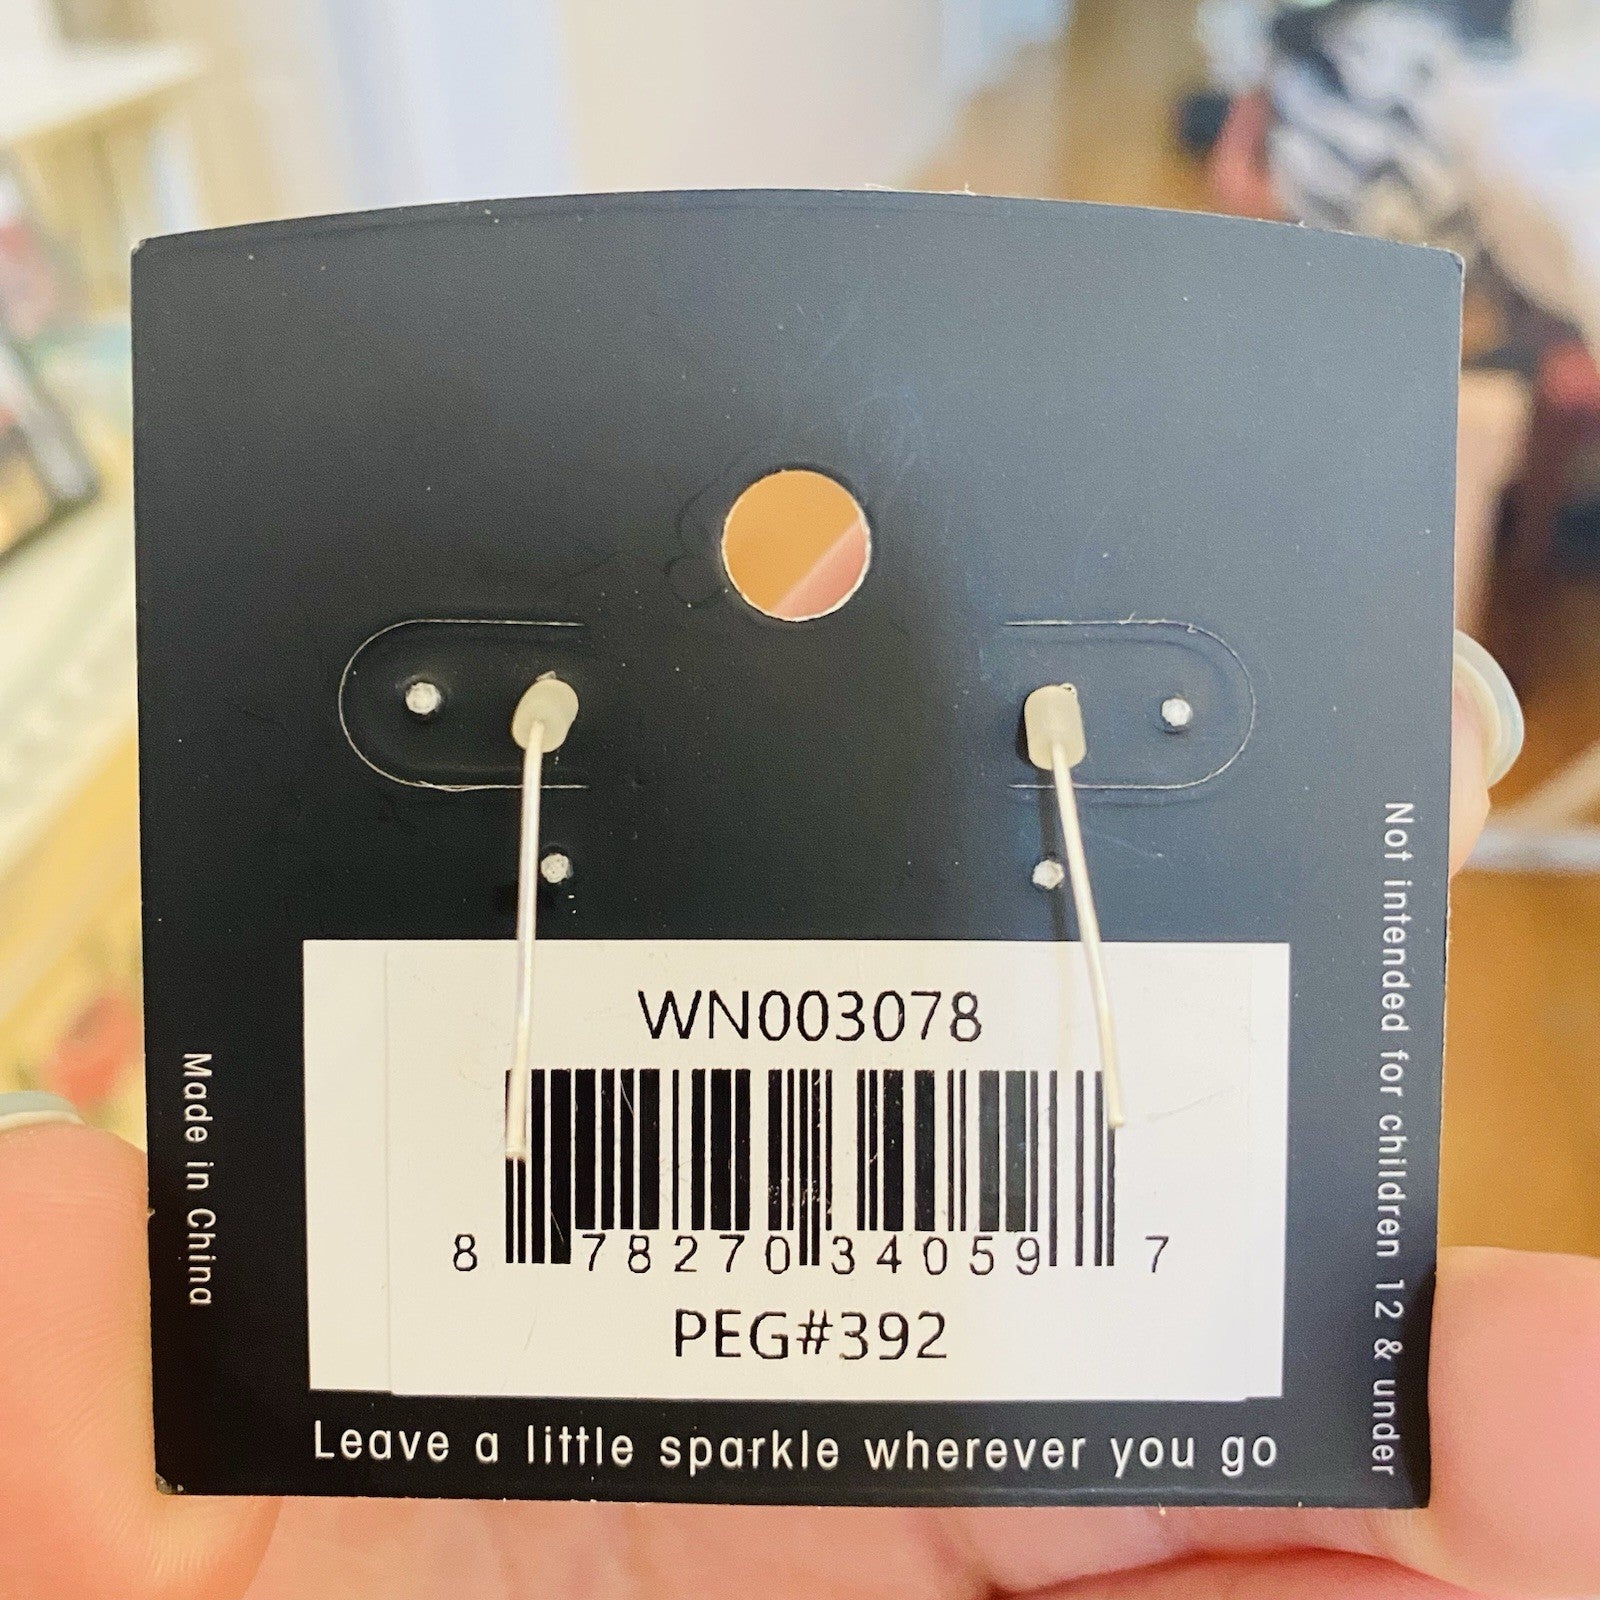 WN003078
8 78270 34059 7
PEG#392
Leave a little sparkle wherever you go
Made in China
Not intended for children 12 & under